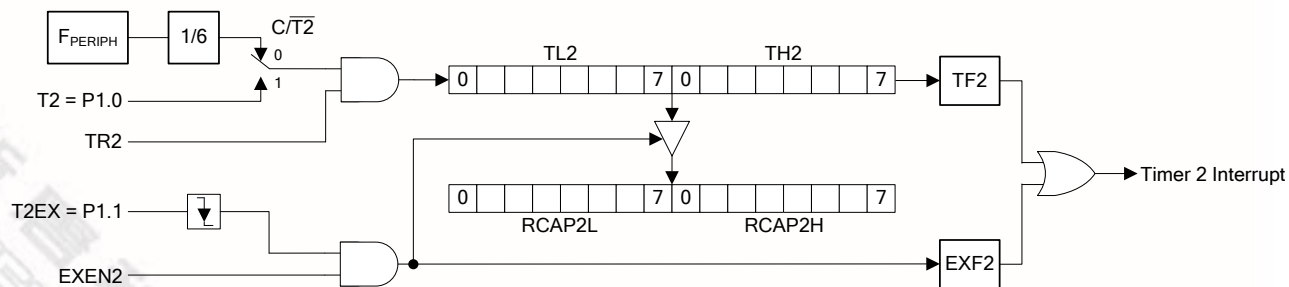 F_PERIPH
1/6
C/T2̅
0
1
T2 = P1.0
TR2
TL2
TH2
0 7 0 7
TF2
T2EX = P1.1
EXEN2
0 7 0 7
RCAP2L
RCAP2H
EXF2
Timer 2 Interrupt